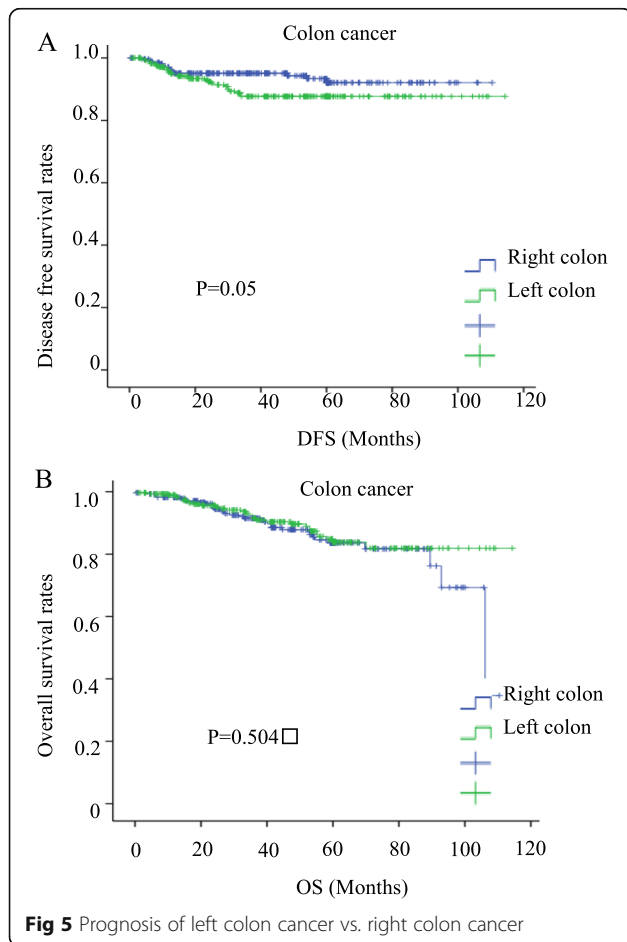 A
Colon cancer
Disease free survival rates
1.0
0.8
0.6
0.4
0.2
0
P=0.05
Right colon
Left colon
0 20 40 60 80 100 120
DFS (Months)
B
Colon cancer
Overall survival rates
1.0
0.8
0.6
0.4
0.2
0
P=0.504□
Right colon
Left colon
0 20 40 60 80 100 120
OS (Months)
Fig 5 Prognosis of left colon cancer vs. right colon cancer